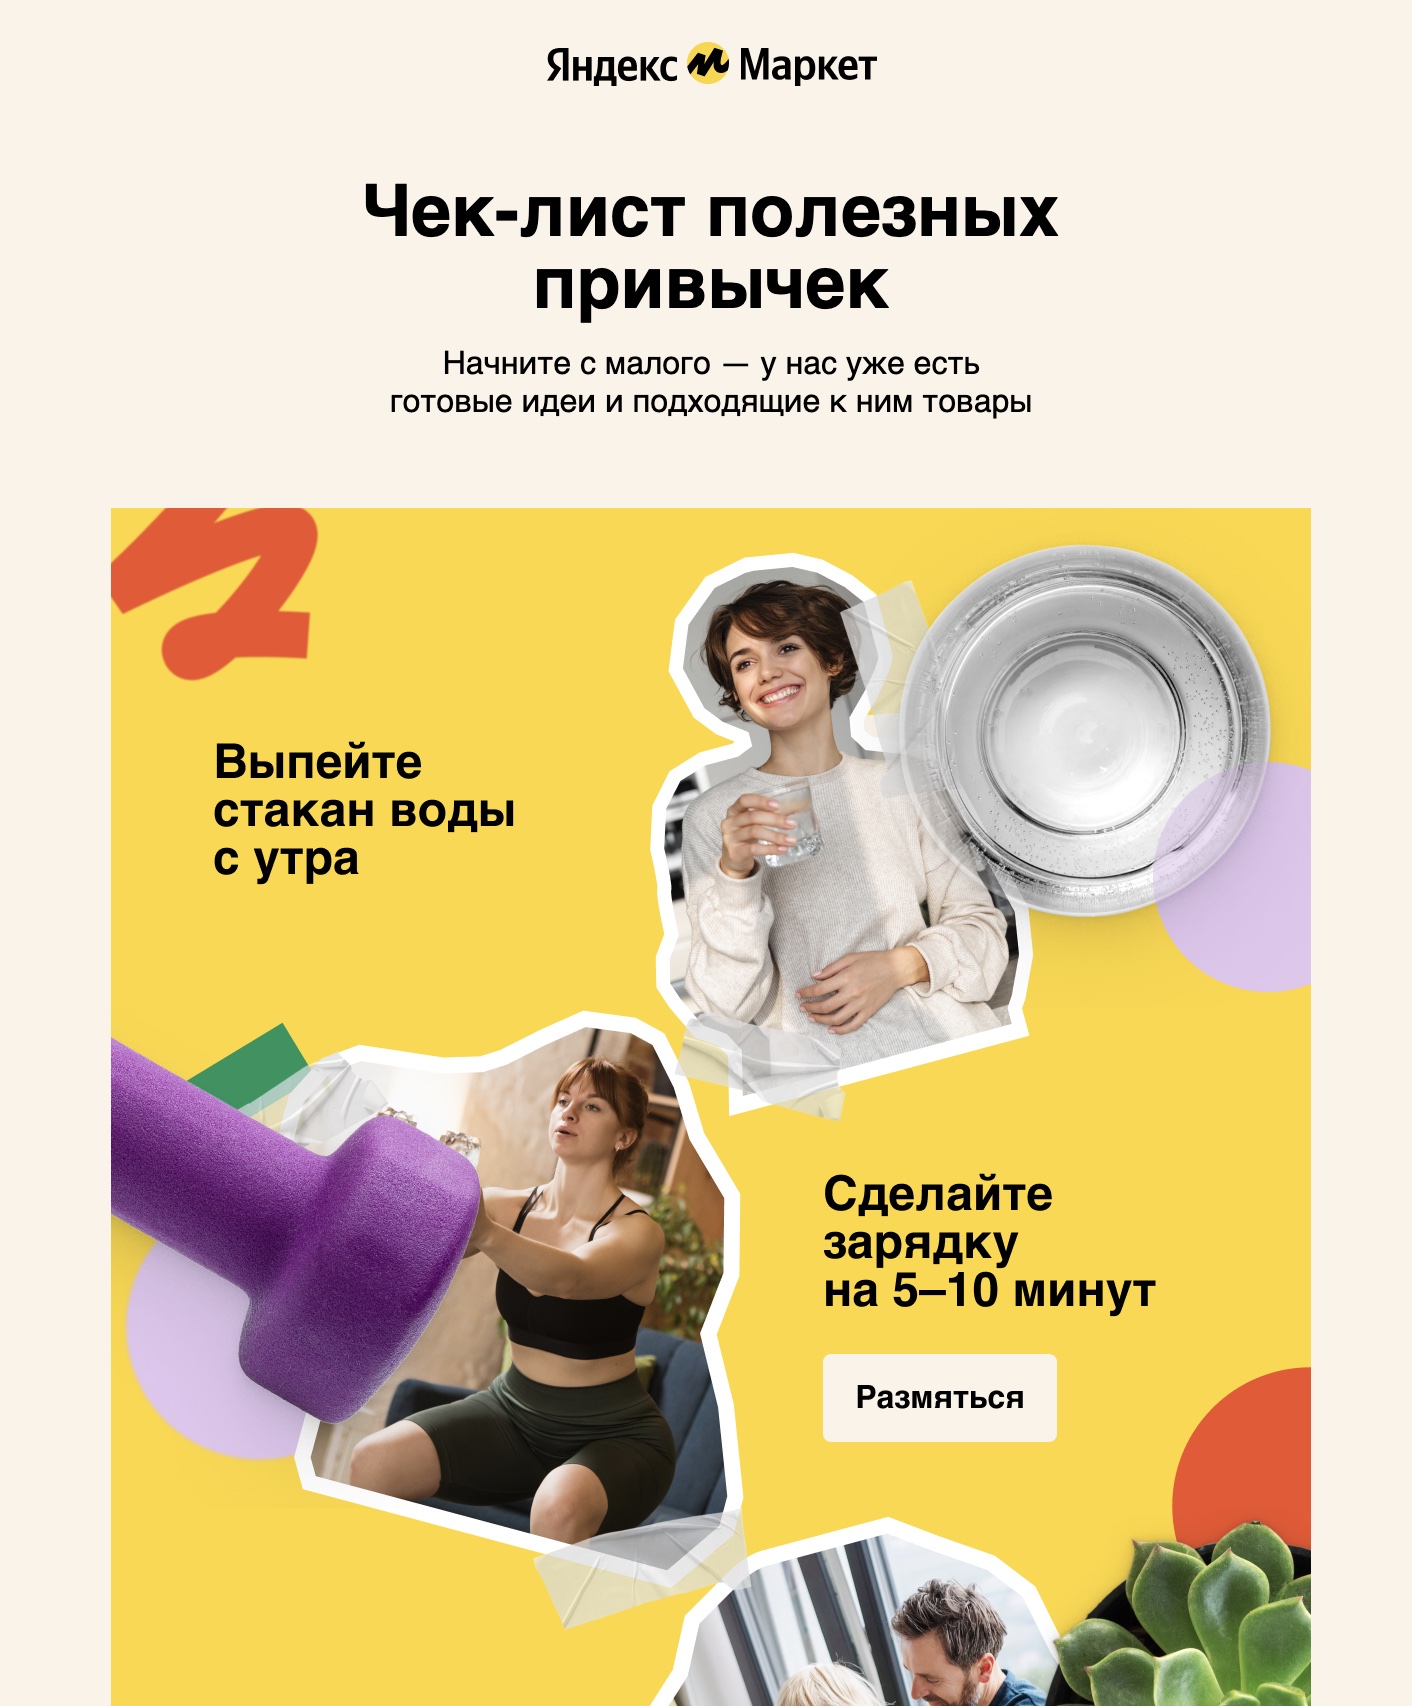 Яндекс Маркет
Чек-лист полезных
привычек
Начните с малого — у нас уже есть
готовые идеи и подходящие к ним товары
Выпейте
стакан воды
с утра
Сделайте
зарядку
на 5–10 минут
Размяться